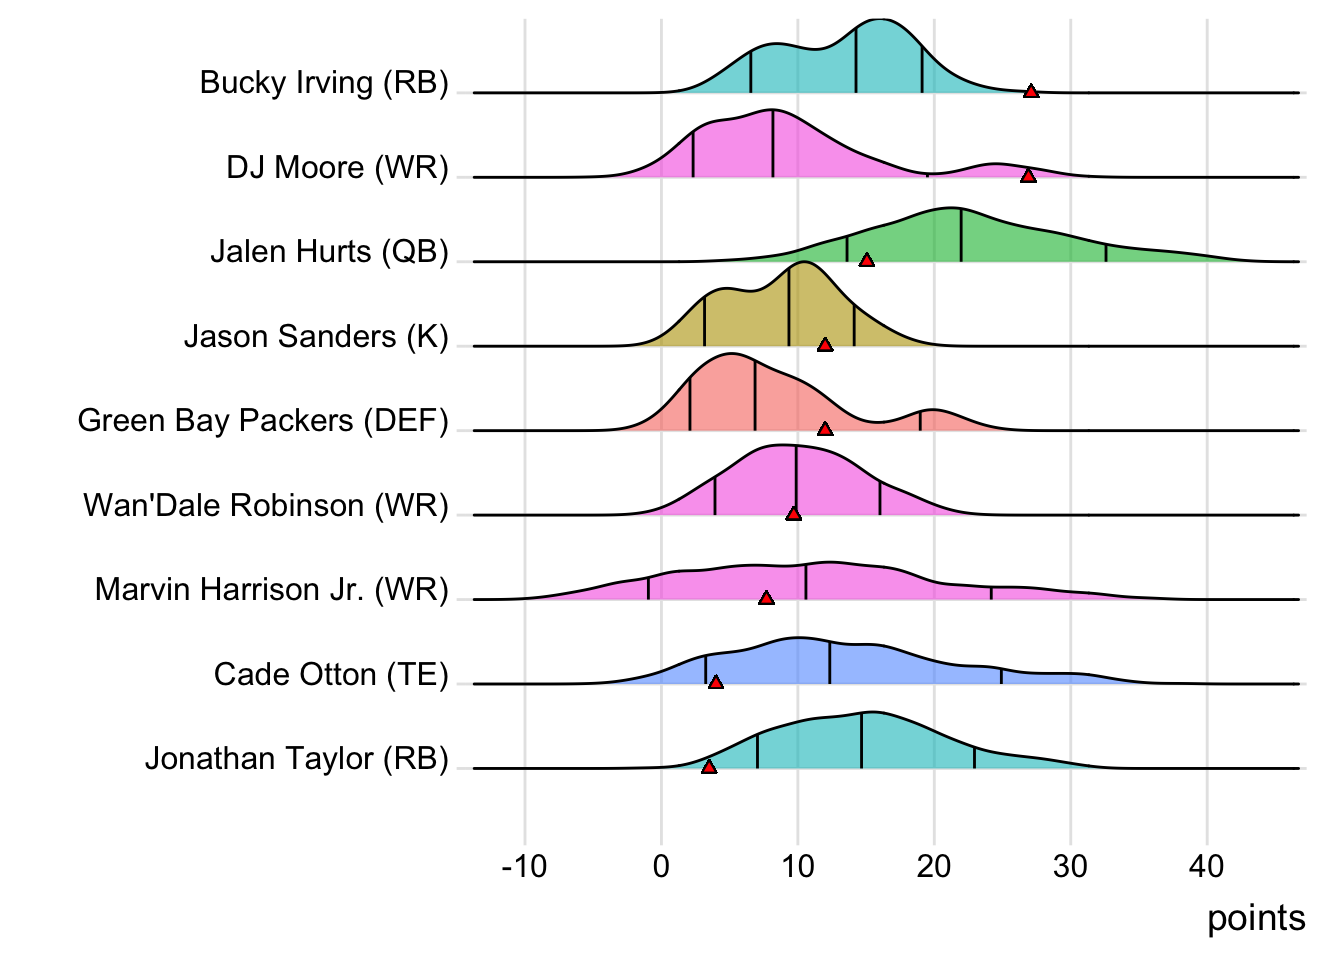 Bucky Irving (RB)
DJ Moore (WR)
Jalen Hurts (QB)
Jason Sanders (K)
Green Bay Packers (DEF)
Wan'Dale Robinson (WR)
Marvin Harrison Jr. (WR)
Cade Otton (TE)
Jonathan Taylor (RB)
-10 0 10 20 30 40
points